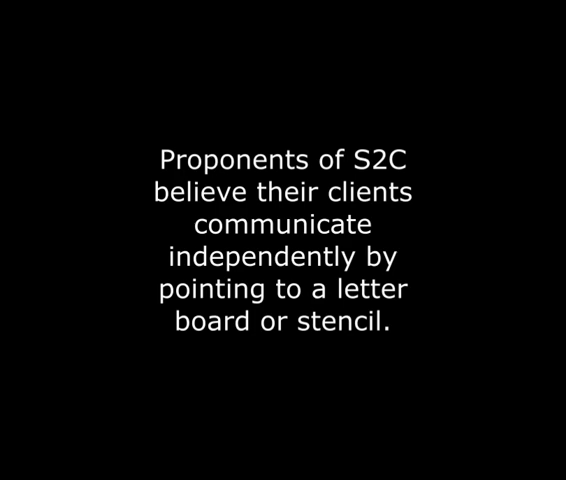 Proponents of S2C
believe their clients
communicate
independently by
pointing to a letter
board or stencil.